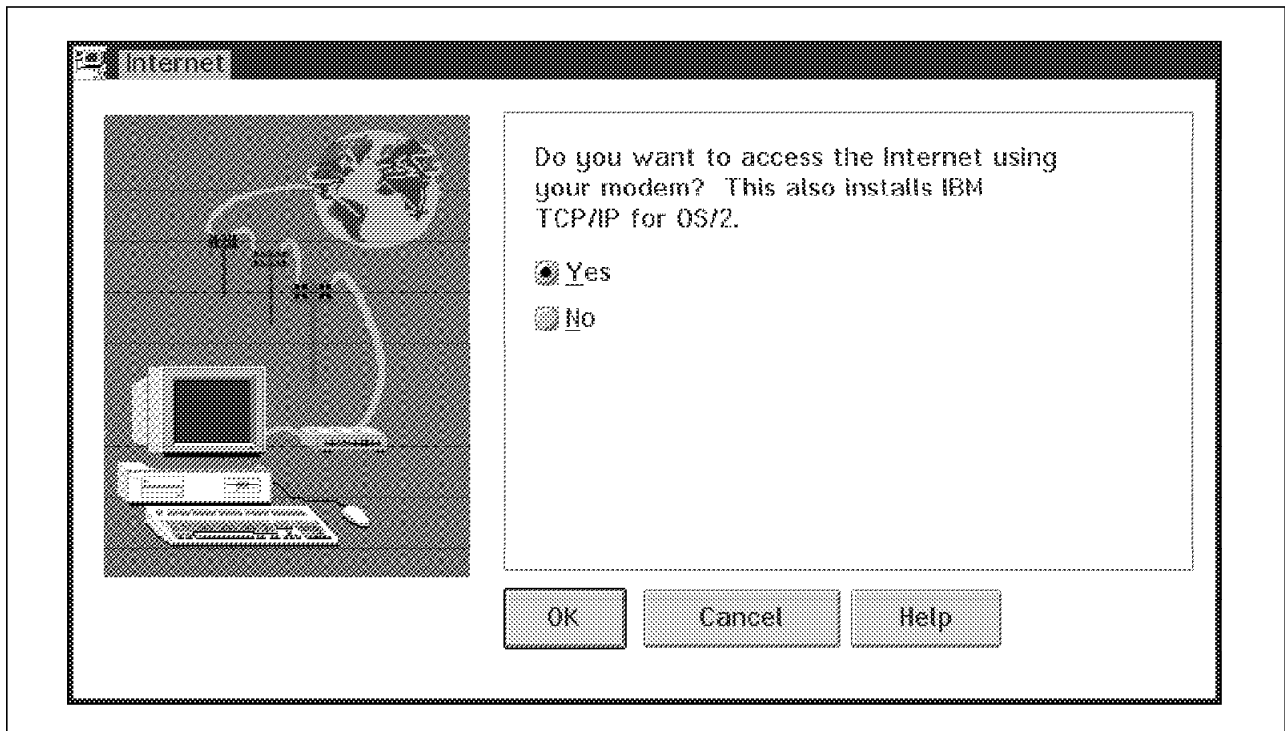 Internet
Do you want to access the Internet using
your modem? This also installs IBM
TCP/IP for OS/2.
Yes
No
OK
Cancel
Help